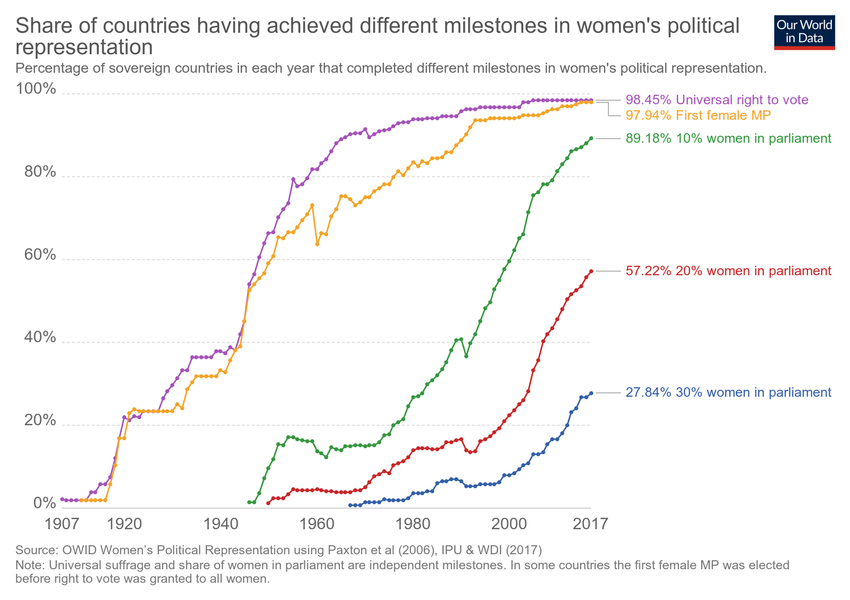 Share of countries having achieved different milestones in women's political
representation
Our World
in Data
Percentage of sovereign countries in each year that completed different milestones in women's political representation.
100%
98.45% Universal right to vote
97.94% First female MP
89.18% 10% women in parliament
80%
60%
57.22% 20% women in parliament
40%
27.84% 30% women in parliament
20%
0%
1907 1920 1940 1960 1980 2000 2017
Source: OWID Women's Political Representation using Paxton et al (2006), IPU & WDI (2017)
Note: Universal suffrage and share of women in parliament are independent milestones. In some countries the first female MP was elected
before right to vote was granted to all women.